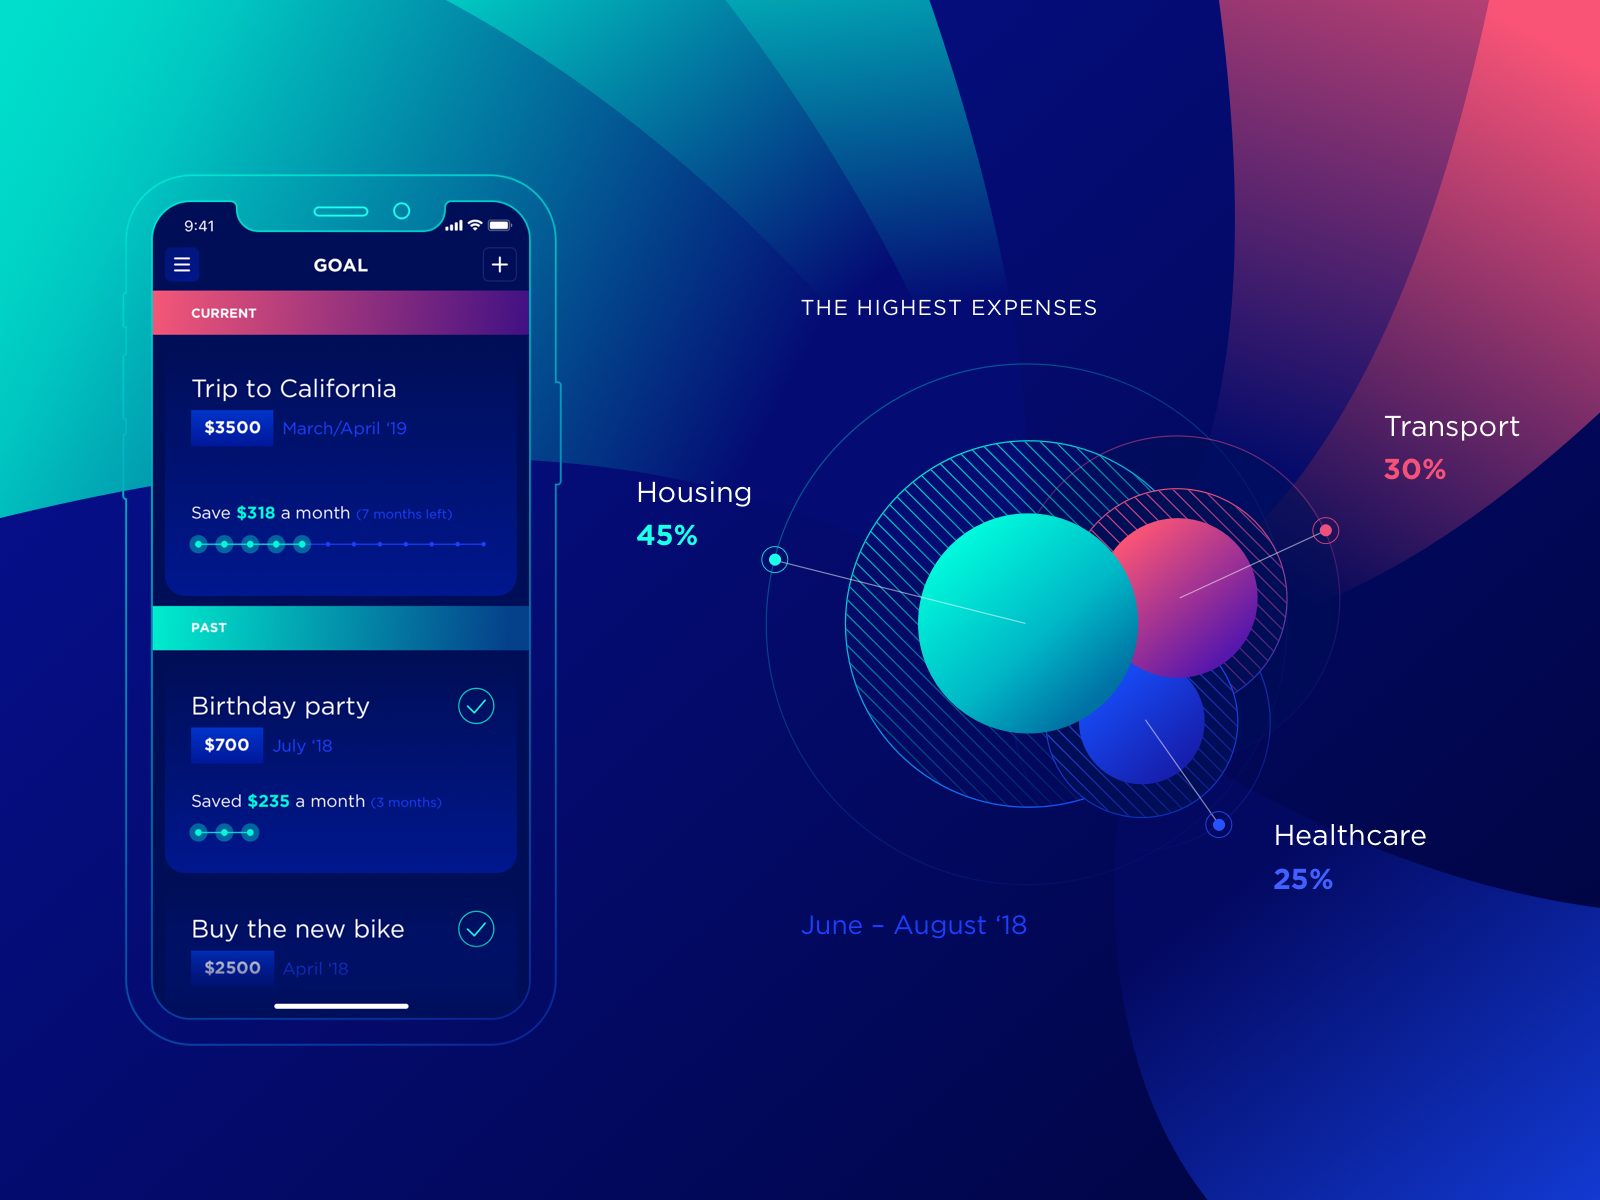 9:41
GOAL
CURRENT
Trip to California
$3500 March/April ‘19
Save $318 a month (7 months left)
PAST
Birthday party
$700 July ‘18
Saved $235 a month (3 months)
Buy the new bike
$2500 April ‘18
THE HIGHEST EXPENSES
Housing
45%
Transport
30%
Healthcare
25%
June – August ‘18